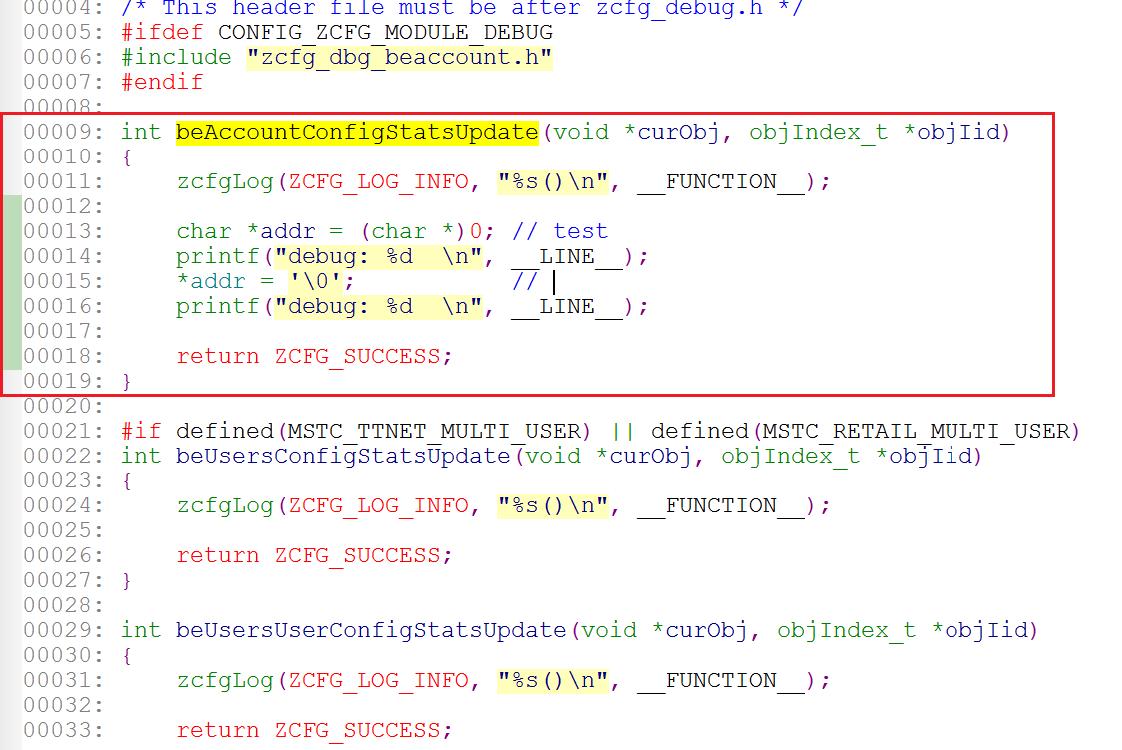 00004: /* This header file must be after zcfg_debug.h */
00005: #ifdef CONFIG_ZCFG_MODULE_DEBUG
00006: #include "zcfg_dbg_beaccount.h"
00007: #endif
00008:
00009: int beAccountConfigStatsUpdate(void *curObj, objIndex_t *objIid)
00010: {
00011:     zcfgLog(ZCFG_LOG_INFO, "%s()\n", __FUNCTION__);
00012:
00013:     char *addr = (char *)0; // test
00014:     printf("debug: %d  \n", __LINE__);
00015:     *addr = '\0';           //
00016:     printf("debug: %d  \n", __LINE__);
00017:
00018:     return ZCFG_SUCCESS;
00019: }
00020:
00021: #if defined(MSTC_TTNET_MULTI_USER) || defined(MSTC_RETAIL_MULTI_USER)
00022: int beUsersConfigStatsUpdate(void *curObj, objIndex_t *objIid)
00023: {
00024:     zcfgLog(ZCFG_LOG_INFO, "%s()\n", __FUNCTION__);
00025:
00026:     return ZCFG_SUCCESS;
00027: }
00028:
00029: int beUsersUserConfigStatsUpdate(void *curObj, objIndex_t *objIid)
00030: {
00031:     zcfgLog(ZCFG_LOG_INFO, "%s()\n", __FUNCTION__);
00032:
00033:     return ZCFG_SUCCESS;